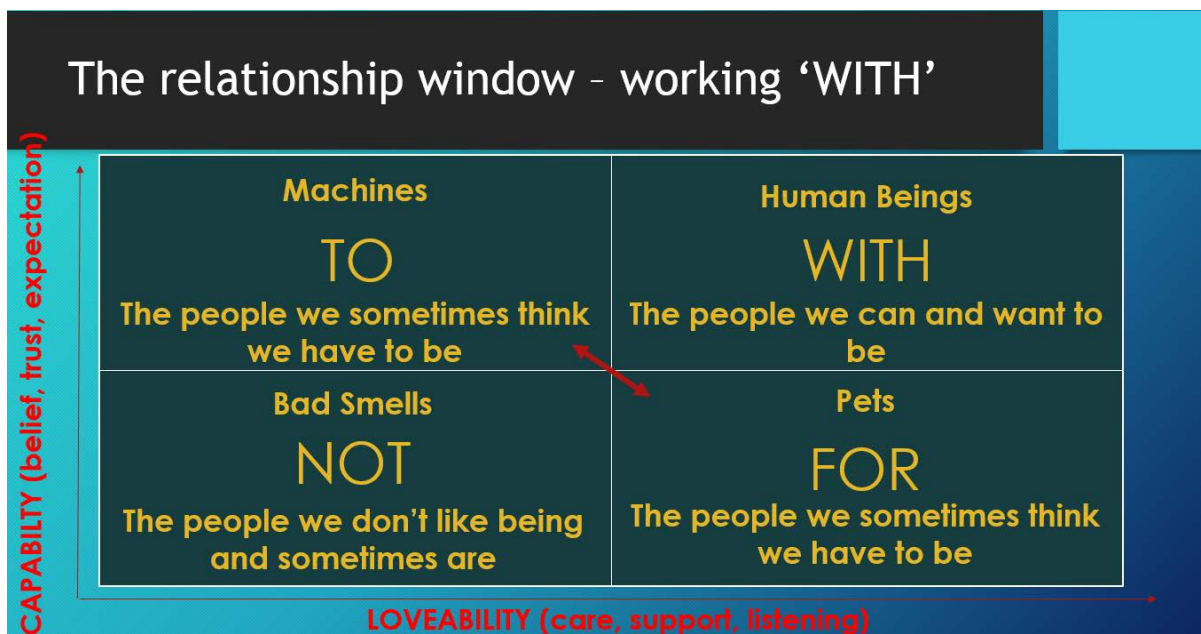 The relationship window – working ‘WITH’
CAPABILTY (belief, trust, expectation)
Machines
TO
The people we sometimes think
we have to be
Human Beings
WITH
The people we can and want to
be
Bad Smells
NOT
The people we don’t like being
and sometimes are
Pets
FOR
The people we sometimes think
we have to be
LOVEABILITY (care, support, listening)